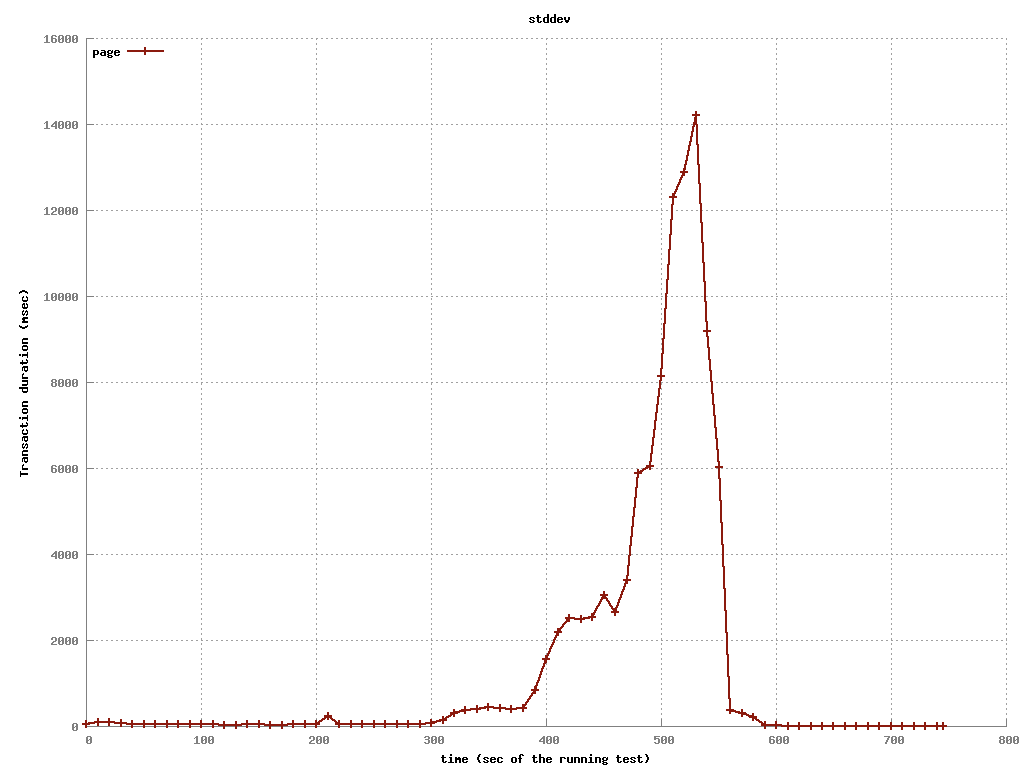 stddev
page
16000
14000
12000
10000
8000
6000
4000
2000
0
Transaction duration (msec)
0 100 200 300 400 500 600 700 800
time (sec of the running test)